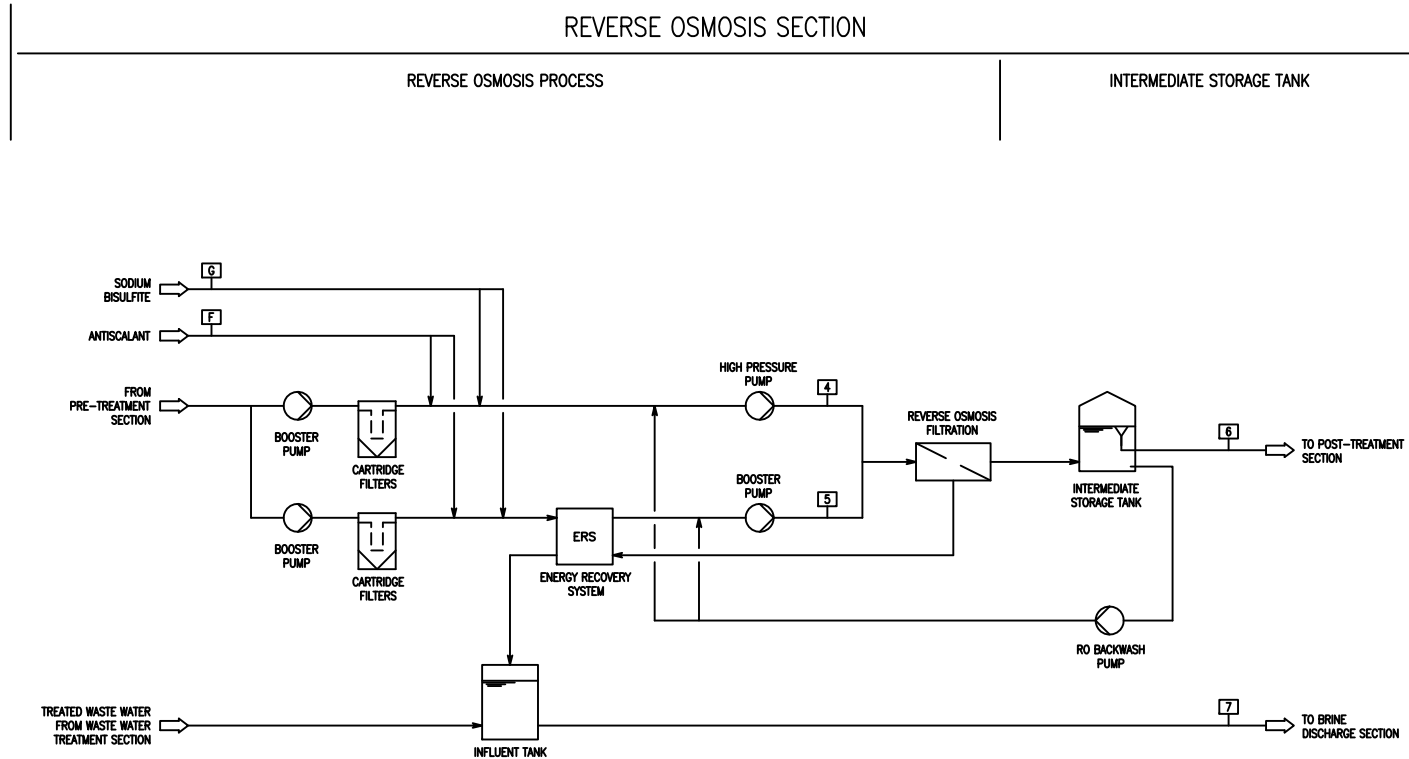 REVERSE OSMOSIS SECTION
REVERSE OSMOSIS PROCESS
INTERMEDIATE STORAGE TANK
G
SODIUM
BISULFITE
F
ANTISCALANT
FROM
PRE-TREATMENT
SECTION
BOOSTER
PUMP
CARTRIDGE
FILTERS
HIGH PRESSURE
PUMP
4
REVERSE OSMOSIS
FILTRATION
6
TO POST-TREATMENT
SECTION
INTERMEDIATE
STORAGE TANK
BOOSTER
PUMP
5
BOOSTER
PUMP
CARTRIDGE
FILTERS
ERS
ENERGY RECOVERY
SYSTEM
RO BACKWASH
PUMP
TREATED WASTE WATER
FROM WASTE WATER
TREATMENT SECTION
INFLUENT TANK
7
TO BRINE
DISCHARGE SECTION